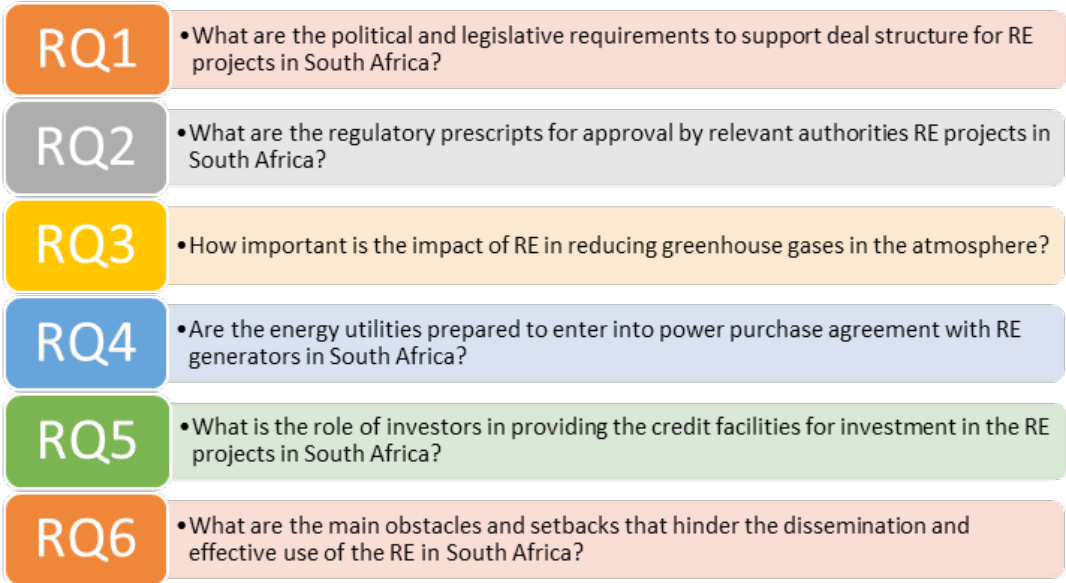 RQ1
•What are the political and legislative requirements to support deal structure for RE
projects in South Africa?
RQ2
•What are the regulatory prescripts for approval by relevant authorities RE projects in
South Africa?
RQ3
•How important is the impact of RE in reducing greenhouse gases in the atmosphere?
RQ4
•Are the energy utilities prepared to enter into power purchase agreement with RE
generators in South Africa?
RQ5
•What is the role of investors in providing the credit facilities for investment in the RE
projects in South Africa?
RQ6
•What are the main obstacles and setbacks that hinder the dissemination and
effective use of the RE in South Africa?